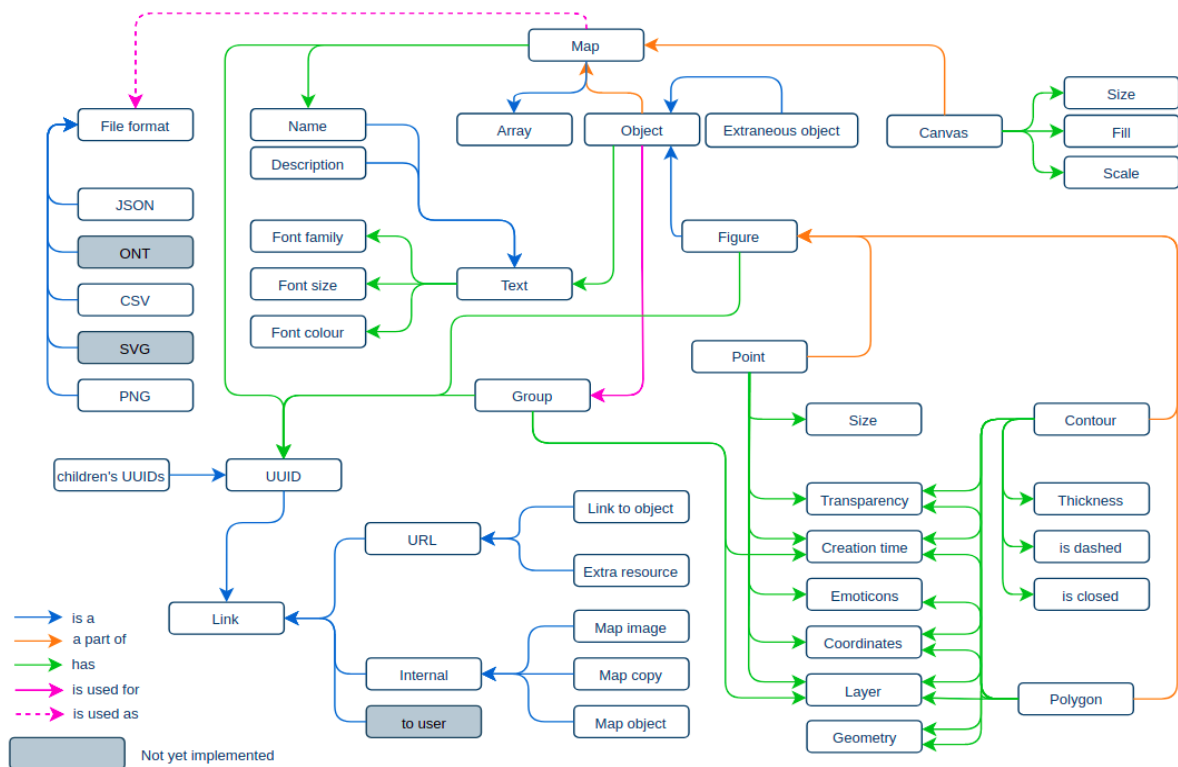 Map
File format
Name
Array
Object
Extraneous object
Canvas
Size
Fill
Scale
Description
JSON
ONT
CSV
SVG
PNG
Font family
Font size
Font colour
Text
Figure
Point
Group
Size
Contour
children's UUIDs
UUID
Transparency
Thickness
Creation time
is dashed
Emoticons
is closed
Coordinates
Layer
Polygon
Geometry
URL
Link to object
Extra resource
Link
Internal
Map image
Map copy
Map object
to user
is a
a part of
has
is used for
is used as
Not yet implemented